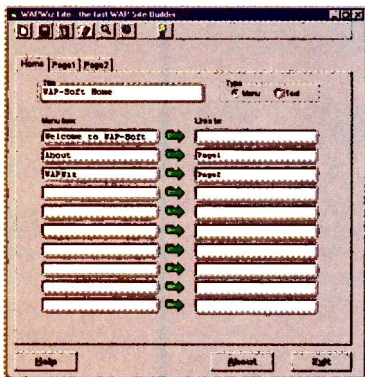 WAPWiz Lite - the fast WAP Site Builder
Home Page1 Page2
Title Type
WAP-Soft Home Menu Text
Menu Item Links to
Welcome to WAP-Soft
About Page1
WAPWiz Page2
Help About Exit